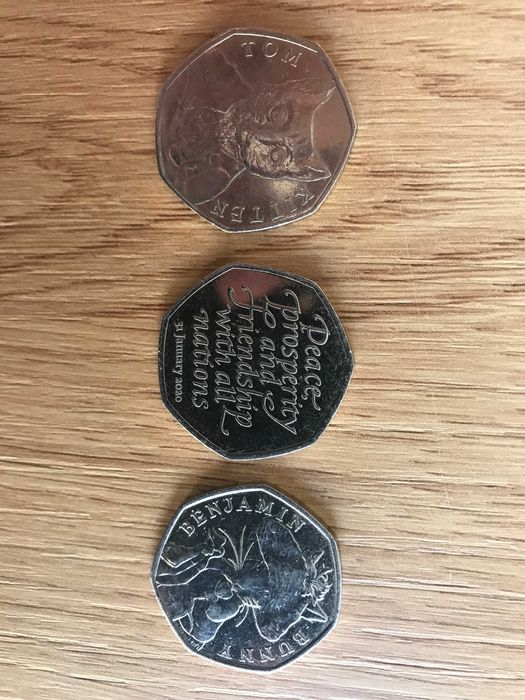 TOM
KITTEN
Peace,
prosperity
and
friendship
with all
nations
31 January 2020
BENJAMIN
BUNNY